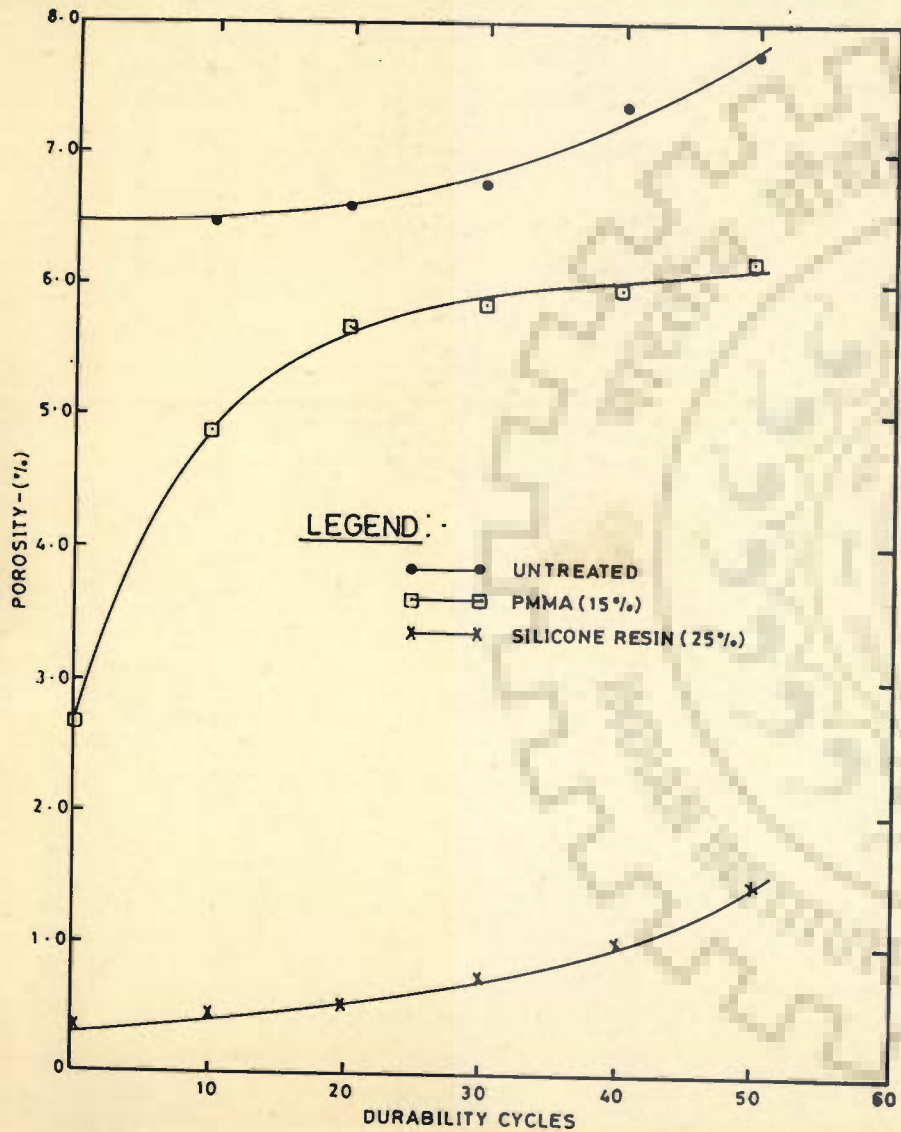 8.0
7.0
6.0
5.0
4.0
3.0
2.0
1.0
0
POROSITY-(%)
LEGEND:-
UNTREATED
PMMA (15%)
SILICONE RESIN (25%)
10 20 30 40 50 60
DURABILITY CYCLES